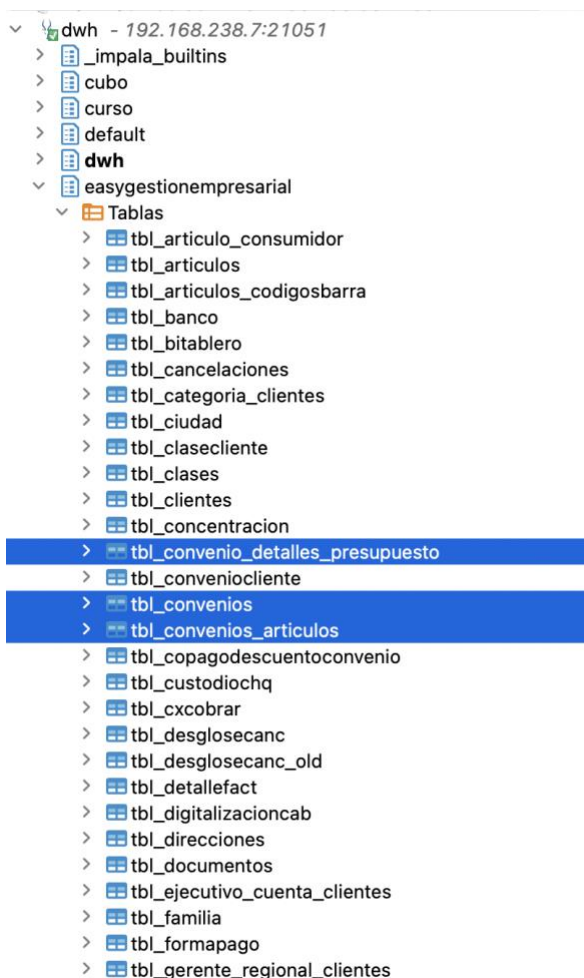 dwh - 192.168.238.7:21051
_impala_builtins
cubo
curso
default
dwh
easygestionempresarial
Tablas
tbl_articulo_consumidor
tbl_articulos
tbl_articulos_codigosbarra
tbl_banco
tbl_bitablero
tbl_cancelaciones
tbl_categoria_clientes
tbl_ciudad
tbl_clasecliente
tbl_clases
tbl_clientes
tbl_concentracion
tbl_convenio_detalles_presupuesto
tbl_conveniocliente
tbl_convenios
tbl_convenios_articulos
tbl_copagodescuentoconvenio
tbl_custodiochq
tbl_cxcobrar
tbl_desglosecanc
tbl_desglosecanc_old
tbl_detallefact
tbl_digitalizacioncab
tbl_direcciones
tbl_documentos
tbl_ejecutivo_cuenta_clientes
tbl_familia
tbl_formapago
tbl_gerente_regional_clientes